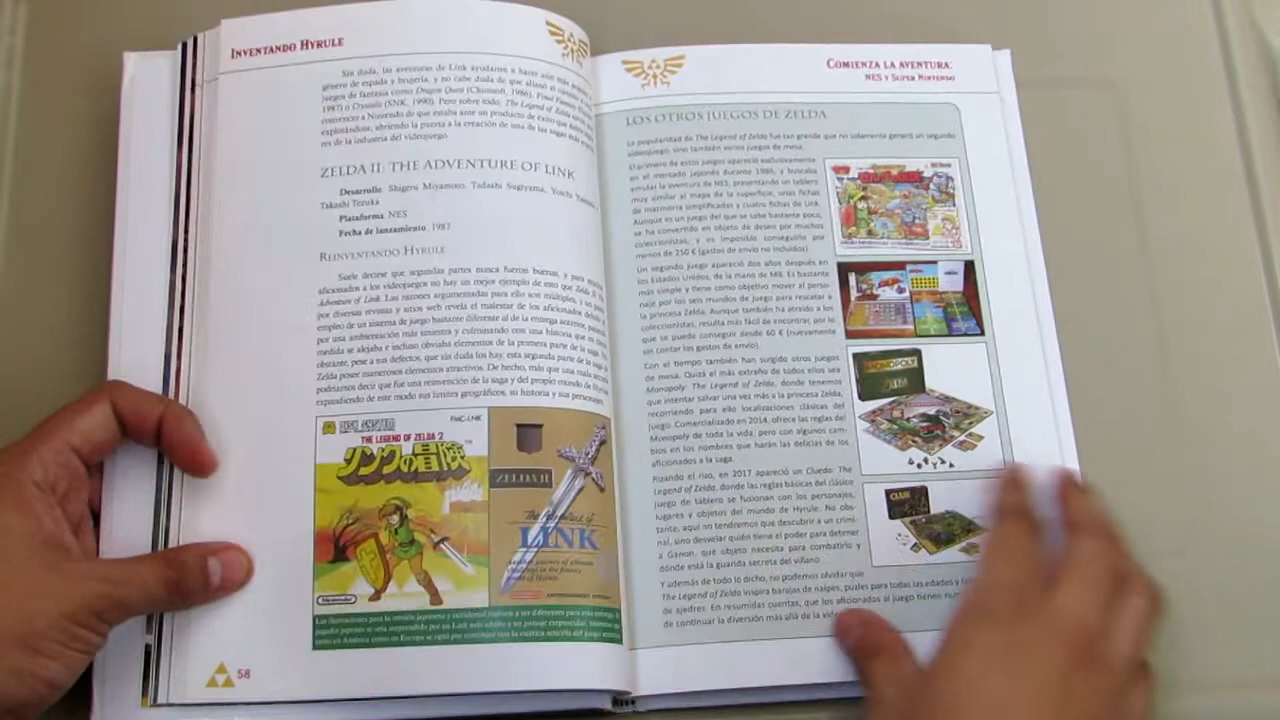 INVENTANDO HYRULE
Sin duda, las aventuras de Link ayudaron a hacer aún más
género de espada y brujería, y no cabe duda de que allanó el camino a
juegos de fantasía como Dragon Quest (Chunsoft, 1986), Final Fantasy
1987) o Crystalis (SNK, 1990). Pero sobre todo, The Legend of Zelda
convencer a Nintendo de que estaba ante un producto de éxito que
explotándose, abriendo la puerta a la creación de una de las sagas más
res de la industria del videojuego.
ZELDA II: THE ADVENTURE OF LINK
Desarrollo: Shigeru Miyamoto, Tadashi Sugiyama, Yoichi
Takashi Tezuka
Plataforma: NES
Fecha de lanzamiento: 1987
REINVENTANDO HYRULE
Suele decirse que segundas partes nunca fueron buenas, y para
aficionados a los videojuegos no hay un mejor ejemplo de esto que Zelda II: The
Adventure of Link. Las razones argumentadas para ello son múltiples, y un
por diversas revistas y sitios web revela el malestar de los aficionados
empleo de un sistema de juego bastante diferente al de la entrega anterior,
por una ambientación más siniestra y culminando con una historia que en
medida se alejaba e incluso obviaba elementos de la primera parte de la saga. No
obstante, pese a sus defectos, que sin duda los hay, esta segunda parte de la saga
Zelda posee numerosos elementos atractivos. De hecho, más que una mala
podríamos decir que fue una reinvención de la saga y del propio mundo de Hyrule
expandiendo de este modo sus límites geográficos, su historia y sus personajes.
DISK SYSTEM
FMC-LNK
THE LEGEND OF ZELDA 2
リンクの冒険
Nintendo
ZELDA II
The Adventure of
LINK
58
COMIENZA LA AVENTURA:
NES Y SUPER NINTENDO
LOS OTROS JUEGOS DE ZELDA
La popularidad de The Legend of Zelda fue tan grande que no solamente generó un segundo
videojuego, sino también varios juegos de mesa.
El primero de estos juegos apareció exclusivamente
en el mercado japonés durante 1986, y buscaba
emular la aventura de NES, presentando un tablero
muy similar al mapa de la superficie, unas fichas
de mazmorra simplificadas y cuatro fichas de Link.
Aunque es un juego del que se sabe bastante poco,
se ha convertido en objeto de deseo por muchos
coleccionistas, y es imposible conseguirlo por
menos de 250 € (gastos de envío no incluidos).
Un segundo juego apareció dos años después en
los Estados Unidos, de la mano de MB. Es bastante
más simple y tiene como objetivo mover al perso-
naje por los seis mundos de juego para rescatar a
la princesa Zelda. Aunque también ha atraído a los
coleccionistas, resulta más fácil de encontrar, por lo
que se puede conseguir desde 60 € (nuevamente
sin contar los gastos de envío).
Con el tiempo también han surgido otros juegos
de mesa. Quizá el más extraño de todos ellos sea
Monopoly: The Legend of Zelda, donde tenemos
que intentar salvar una vez más a la princesa Zelda,
recorriendo para ello localizaciones clásicas del
juego. Comercializado en 2014, ofrece las reglas del
Monopoly de toda la vida, pero con algunos cam-
bios en los nombres que harán las delicias de los
aficionados a la saga.
Rizando el rizo, en 2017 apareció un Cluedo: The
Legend of Zelda, donde las reglas básicas del clásico
juego de tablero se fusionan con los personajes,
lugares y objetos del mundo de Hyrule. No obs-
tante, aquí no tendremos que descubrir a un crimi-
nal, sino desvelar quién tiene el poder para detener
a Ganon, qué objeto necesita para combatirlo y
dónde está la guarida secreta del villano.
Y además de todo lo dicho, no podemos olvidar que
The Legend of Zelda inspira barajas de naipes, puzles para todas las edades y
de ajedrez. En resumidas cuentas, que los aficionados al juego tienen
de continuar la diversión más allá de la
MONOPOLY
ZELDA
CLUE